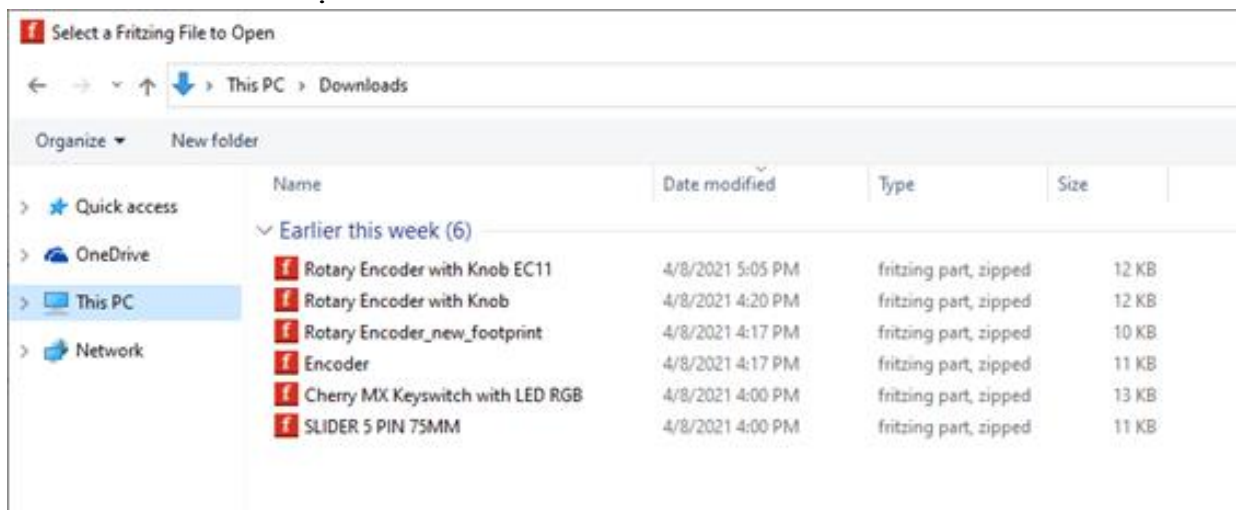 Select a Fritzing File to Open
This PC > Downloads
Organize New folder
Name Date modified Type Size
Quick access
Earlier this week (6)
OneDrive
Rotary Encoder with Knob EC11 4/8/2021 5:05 PM fritzing part, zipped 12 KB
This PC
Rotary Encoder with Knob 4/8/2021 4:20 PM fritzing part, zipped 12 KB
Rotary Encoder_new_footprint 4/8/2021 4:17 PM fritzing part, zipped 10 KB
Network
Encoder 4/8/2021 4:17 PM fritzing part, zipped 11 KB
Cherry MX Keyswitch with LED RGB 4/8/2021 4:00 PM fritzing part, zipped 13 KB
SLIDER 5 PIN 75MM 4/8/2021 4:00 PM fritzing part, zipped 11 KB